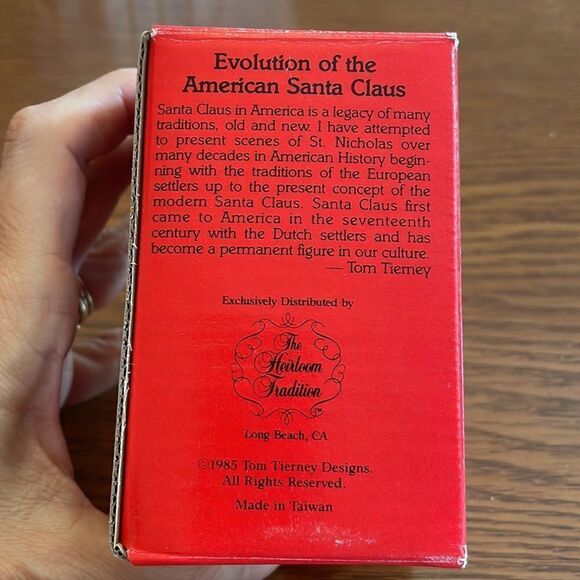 Evolution of the
American Santa Claus
Santa Claus in America is a legacy of many
traditions, old and new. I have attempted
to present scenes of St. Nicholas over
many decades in American History begin-
ning with the traditions of the European
settlers up to the present concept of the
modern Santa Claus. Santa Claus first
came to America in the seventeenth
century with the Dutch settlers and has
become a permanent figure in our culture.
— Tom Tierney
Exclusively Distributed by
The
Heirloom
Tradition
TM
Long Beach, CA
©1985 Tom Tierney Designs.
All Rights Reserved.
Made in Taiwan